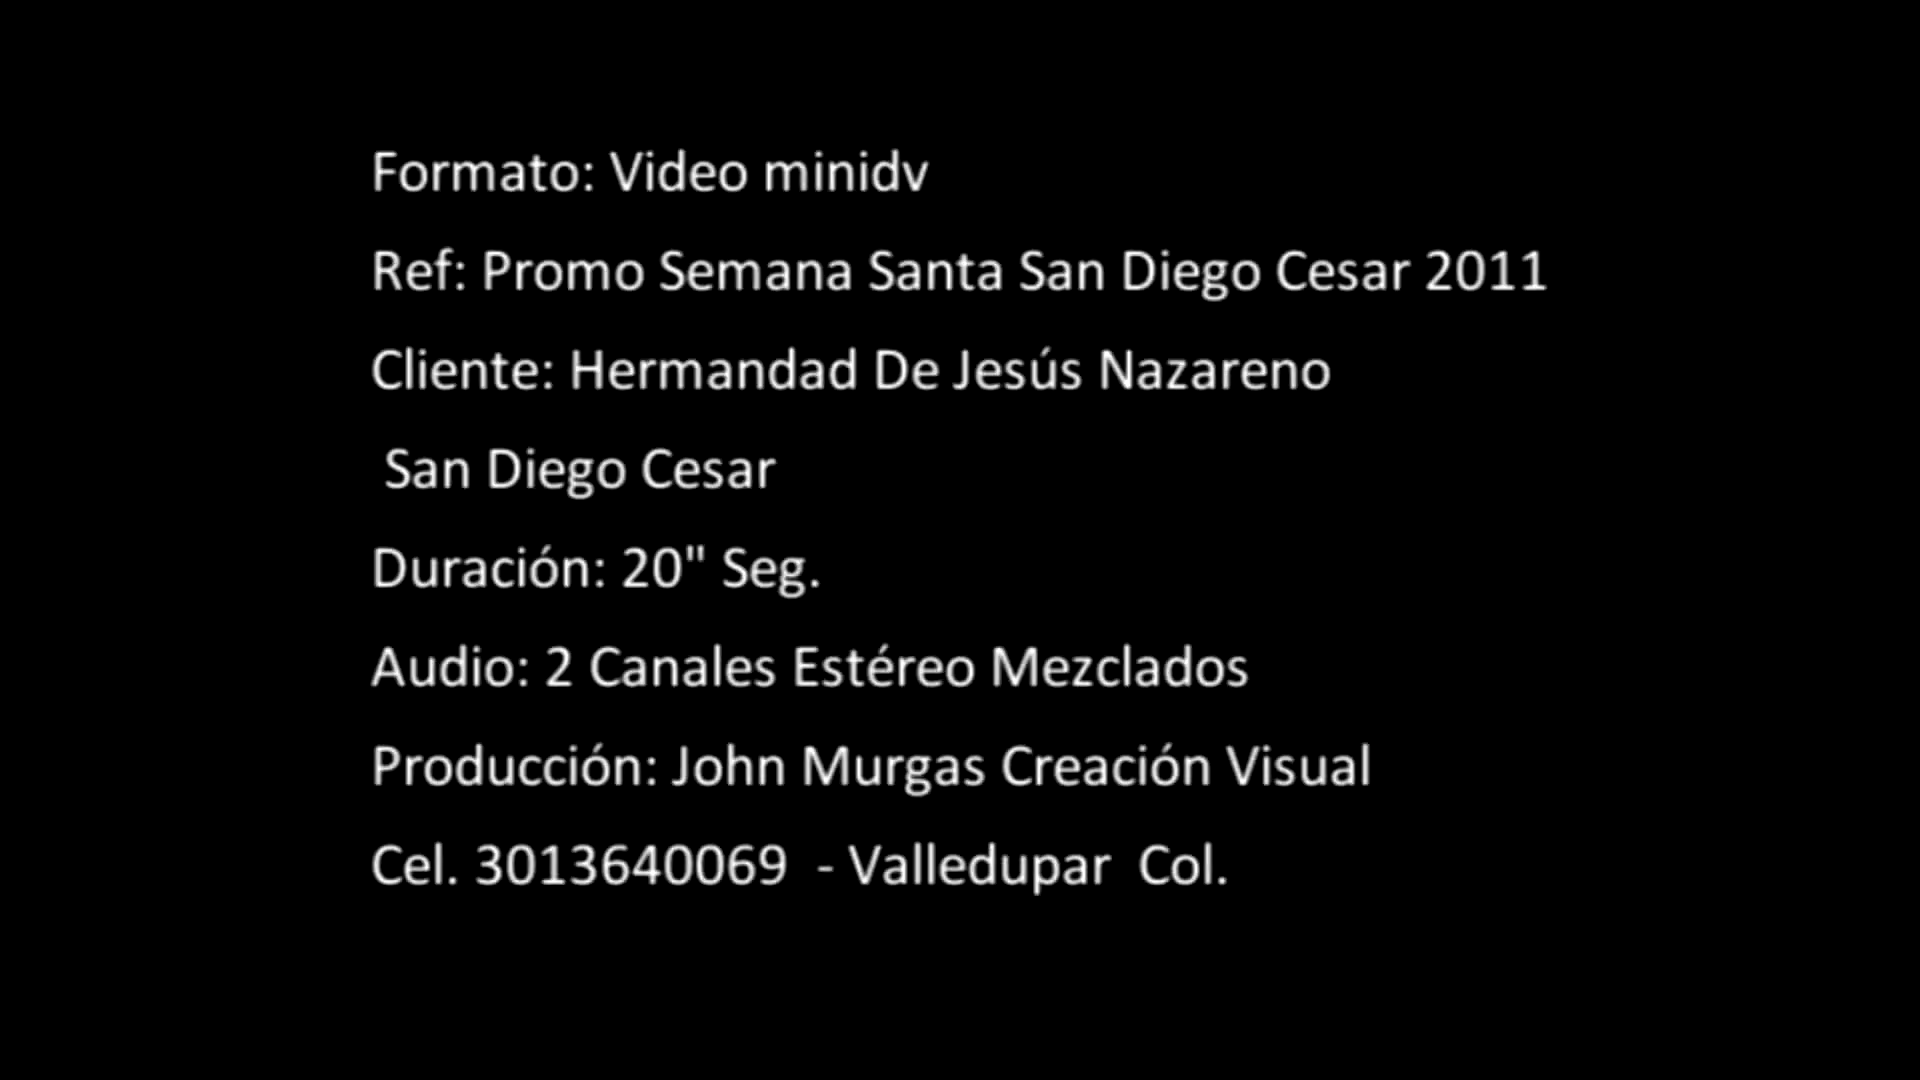 Formato: Video minidv
Ref: Promo Semana Santa San Diego Cesar 2011
Cliente: Hermandad De Jesús Nazareno
San Diego Cesar
Duración: 20" Seg.
Audio: 2 Canales Estéreo Mezclados
Producción: John Murgas Creación Visual
Cel. 3013640069 - Valledupar Col.